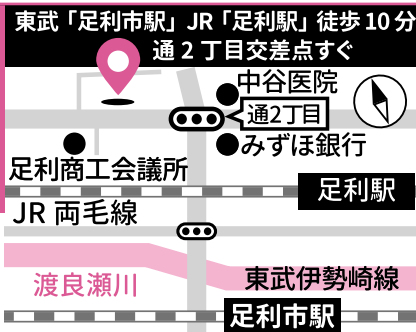 東武「足利市駅」JR「足利駅」徒歩10分
通2丁目交差点すぐ
中谷医院
通2丁目
みずほ銀行
足利商工会議所
足利駅
JR両毛線
渡良瀬川
東武伊勢崎線
足利市駅